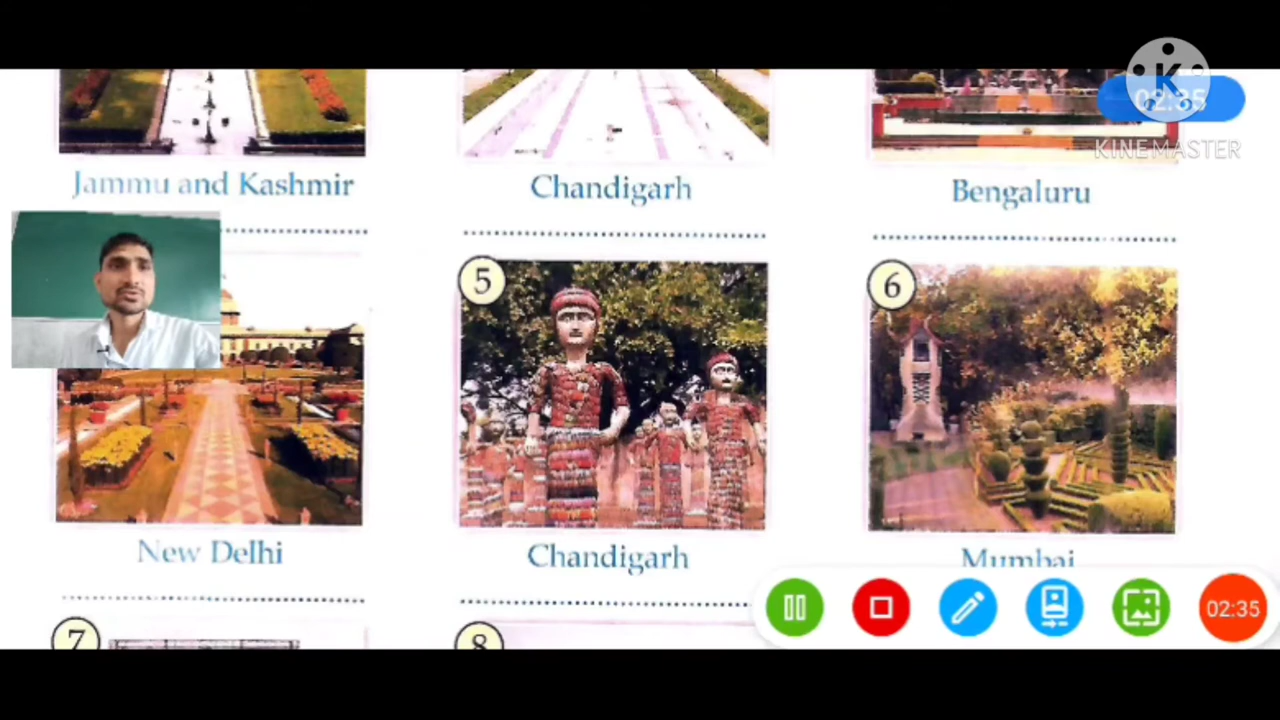 K
02:35
KINEMASTER
Jammu and Kashmir
Chandigarh
Bengaluru
5
6
New Delhi
Chandigarh
Mumbai
02:35
7
8